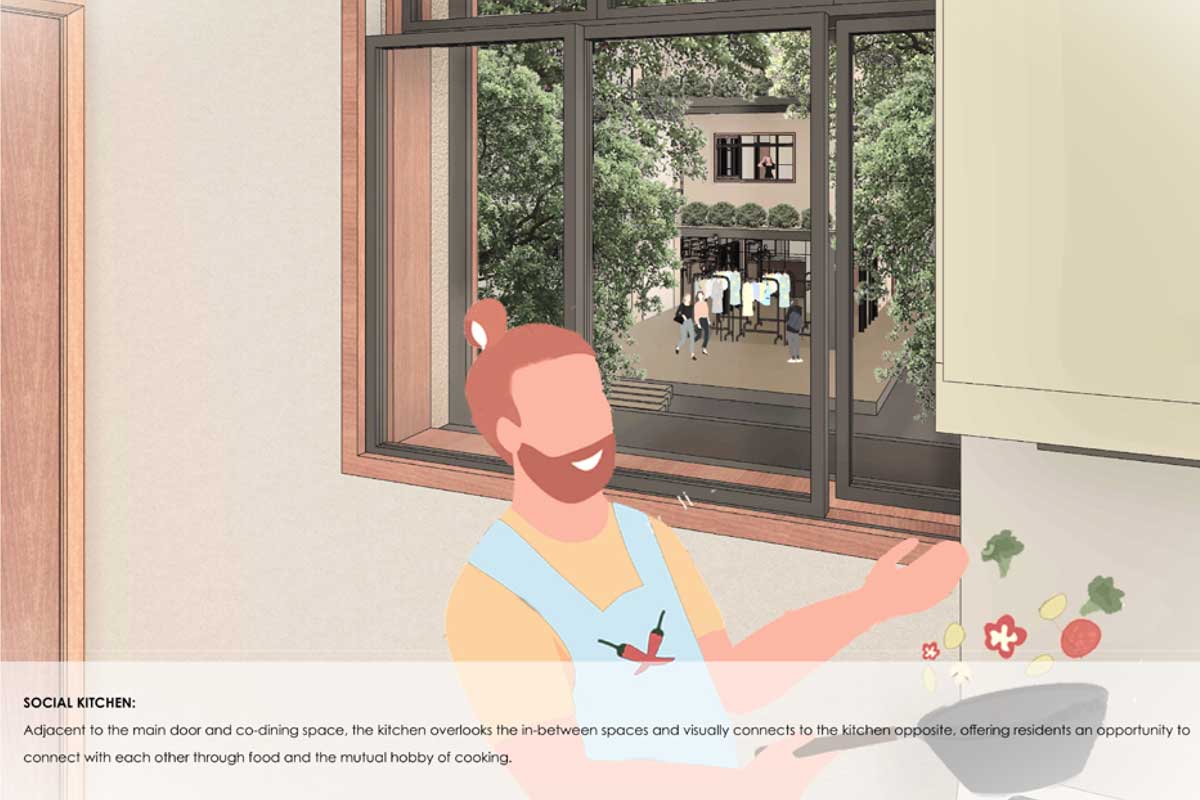 SOCIAL KITCHEN:
Adjacent to the main door and co-dining space, the kitchen overlooks the in-between spaces and visually connects to the kitchen opposite, offering residents an opportunity to
connect with each other through food and the mutual hobby of cooking.